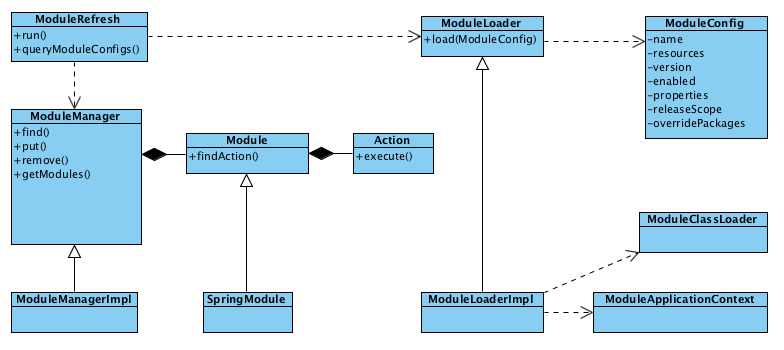 ModuleRefresh
+run()
+queryModuleConfigs()
ModuleLoader
+load(ModuleConfig)
ModuleConfig
~name
~resources
~version
~enabled
~properties
~releaseScope
~overridePackages
ModuleManager
+find()
+put()
+remove()
+getModules()
Module
+findAction()
Action
+execute()
ModuleClassLoader
ModuleManagerImpl
SpringModule
ModuleLoaderImpl
ModuleApplicationContext